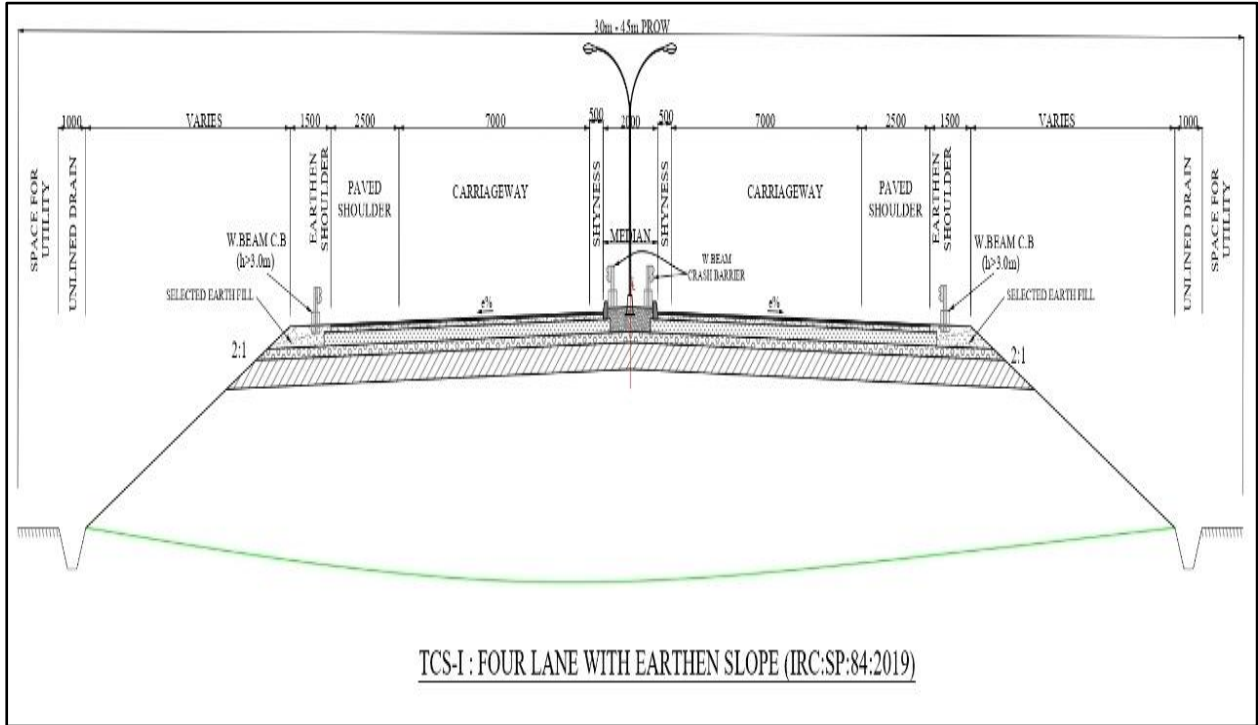 30m - 45m PROW
1000
VARIES
1500
2500
7000
500
2000
500
7000
2500
1500
VARIES
1000
SPACE FOR
UTILITY
UNLINED DRAIN
EARTHEN
SHOULDER
PAVED
SHOULDER
CARRIAGEWAY
SHYNESS
MEDIAN
SHYNESS
CARRIAGEWAY
PAVED
SHOULDER
EARTHEN
SHOULDER
UNLINED DRAIN
SPACE FOR
UTILITY
W.BEAM C.B
(h>3.0m)
W.BEAM
CRASH BARRIER
W.BEAM C.B
(h>3.0m)
SELECTED EARTH FILL
e%
e%
SELECTED EARTH FILL
2:1
2:1
TCS-I : FOUR LANE WITH EARTHEN SLOPE (IRC:SP:84:2019)